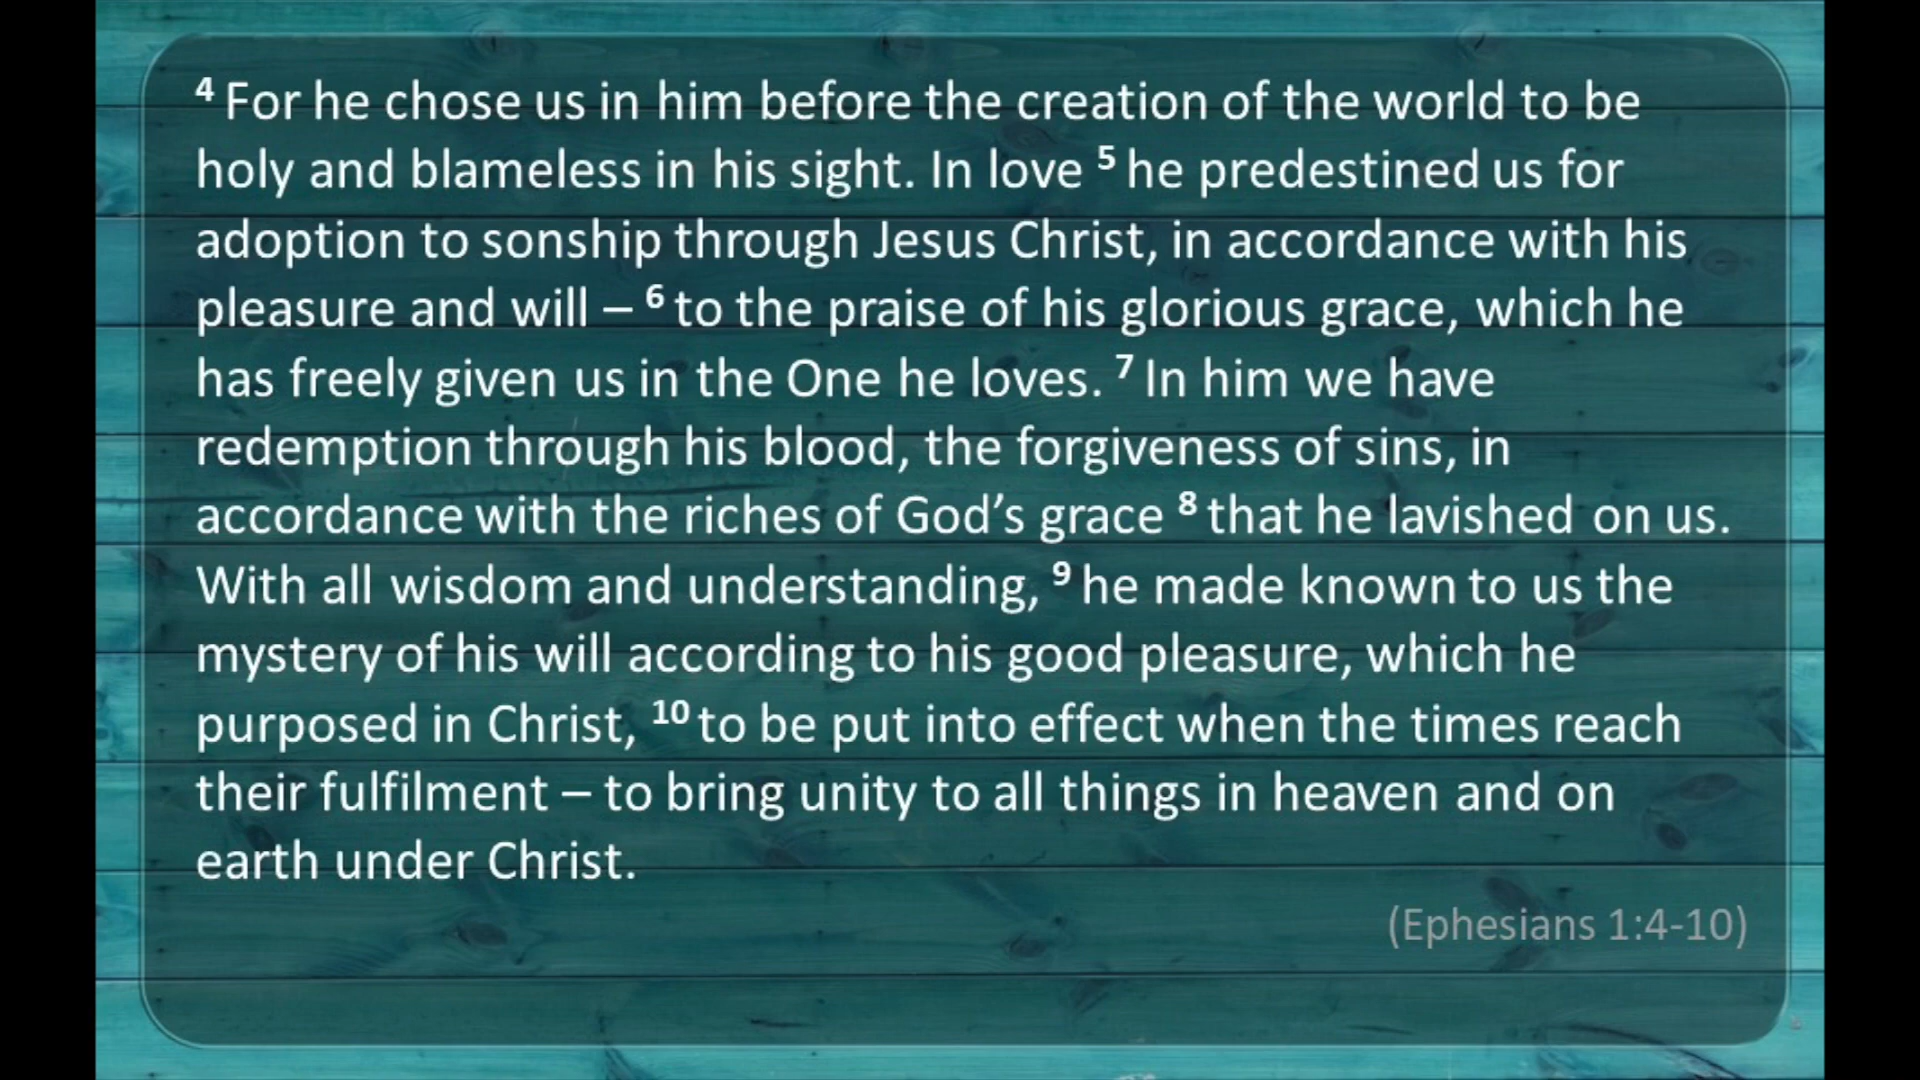 4 For he chose us in him before the creation of the world to be
holy and blameless in his sight. In love 5 he predestined us for
adoption to sonship through Jesus Christ, in accordance with his
pleasure and will – 6 to the praise of his glorious grace, which he
has freely given us in the One he loves. 7 In him we have
redemption through his blood, the forgiveness of sins, in
accordance with the riches of God’s grace 8 that he lavished on us.
With all wisdom and understanding, 9 he made known to us the
mystery of his will according to his good pleasure, which he
purposed in Christ, 10 to be put into effect when the times reach
their fulfilment – to bring unity to all things in heaven and on
earth under Christ.
(Ephesians 1:4-10)